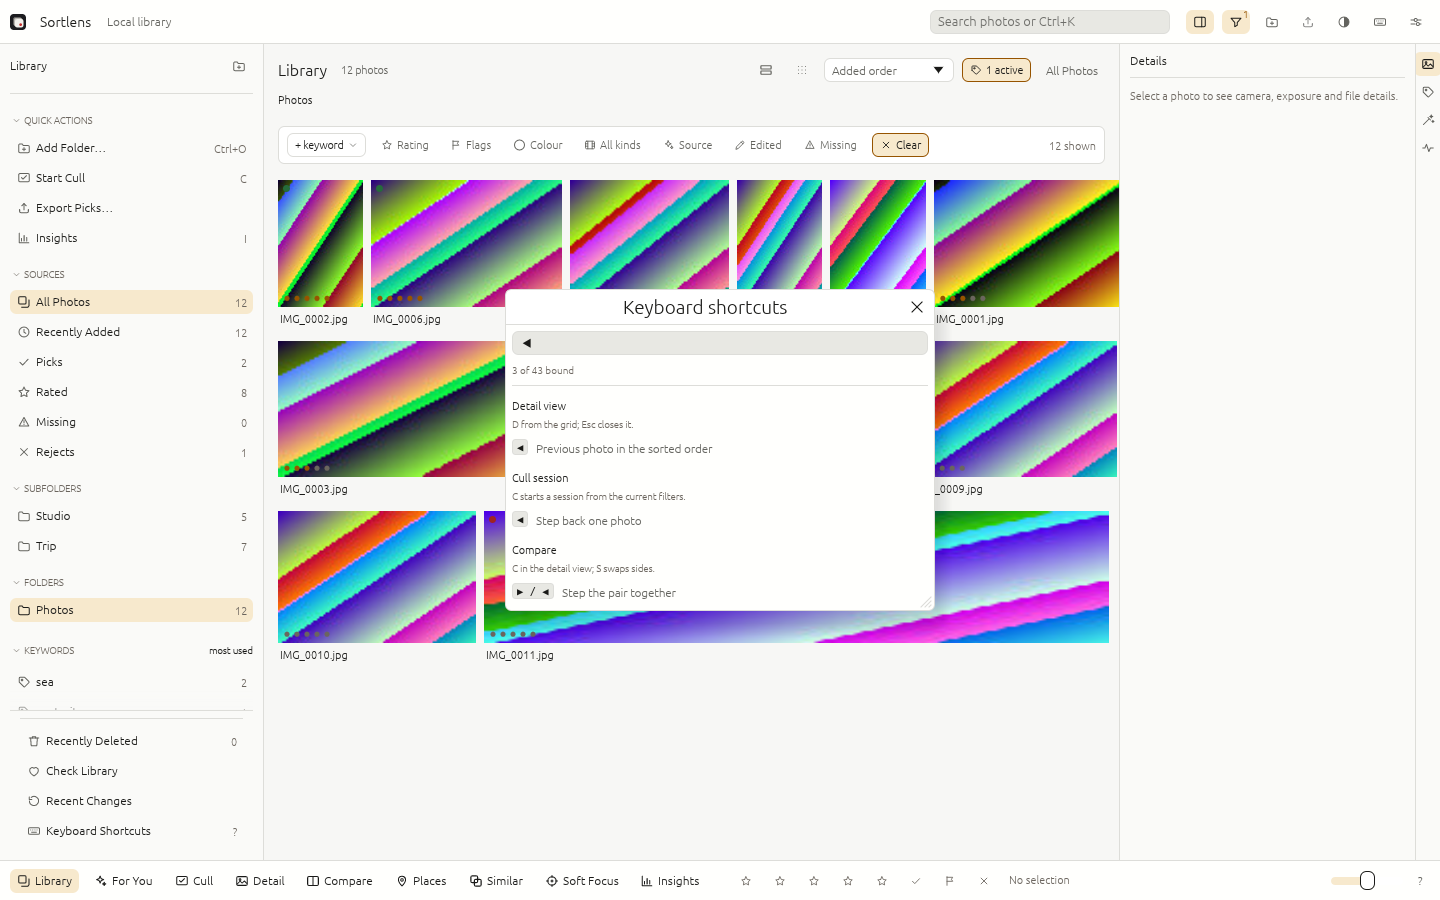 Sortlens Local library
Search photos or Ctrl+K
1
Library
QUICK ACTIONS
Add Folder... Ctrl+O
Start Cull C
Export Picks...
Insights I
SOURCES
All Photos 12
Recently Added 12
Picks 2
Rated 8
Missing 0
Rejects 1
SUBFOLDERS
Studio 5
Trip 7
FOLDERS
Photos 12
KEYWORDS most used
sea 2
Recently Deleted 0
Check Library
Recent Changes
Keyboard Shortcuts ?
Library 12 photos
Added order
1 active
All Photos
Photos
+ keyword
Rating
Flags
Colour
All kinds
Source
Edited
Missing
Clear
12 shown
IMG_0002.jpg
IMG_0006.jpg
IMG_0001.jpg
IMG_0003.jpg
_0009.jpg
IMG_0010.jpg
IMG_0011.jpg
Keyboard shortcuts
◀
3 of 43 bound
Detail view
D from the grid; Esc closes it.
◀ Previous photo in the sorted order
Cull session
C starts a session from the current filters.
◀ Step back one photo
Compare
C in the detail view; S swaps sides.
▶ / ◀ Step the pair together
Details
Select a photo to see camera, exposure and file details.
Library
For You
Cull
Detail
Compare
Places
Similar
Soft Focus
Insights
No selection
?